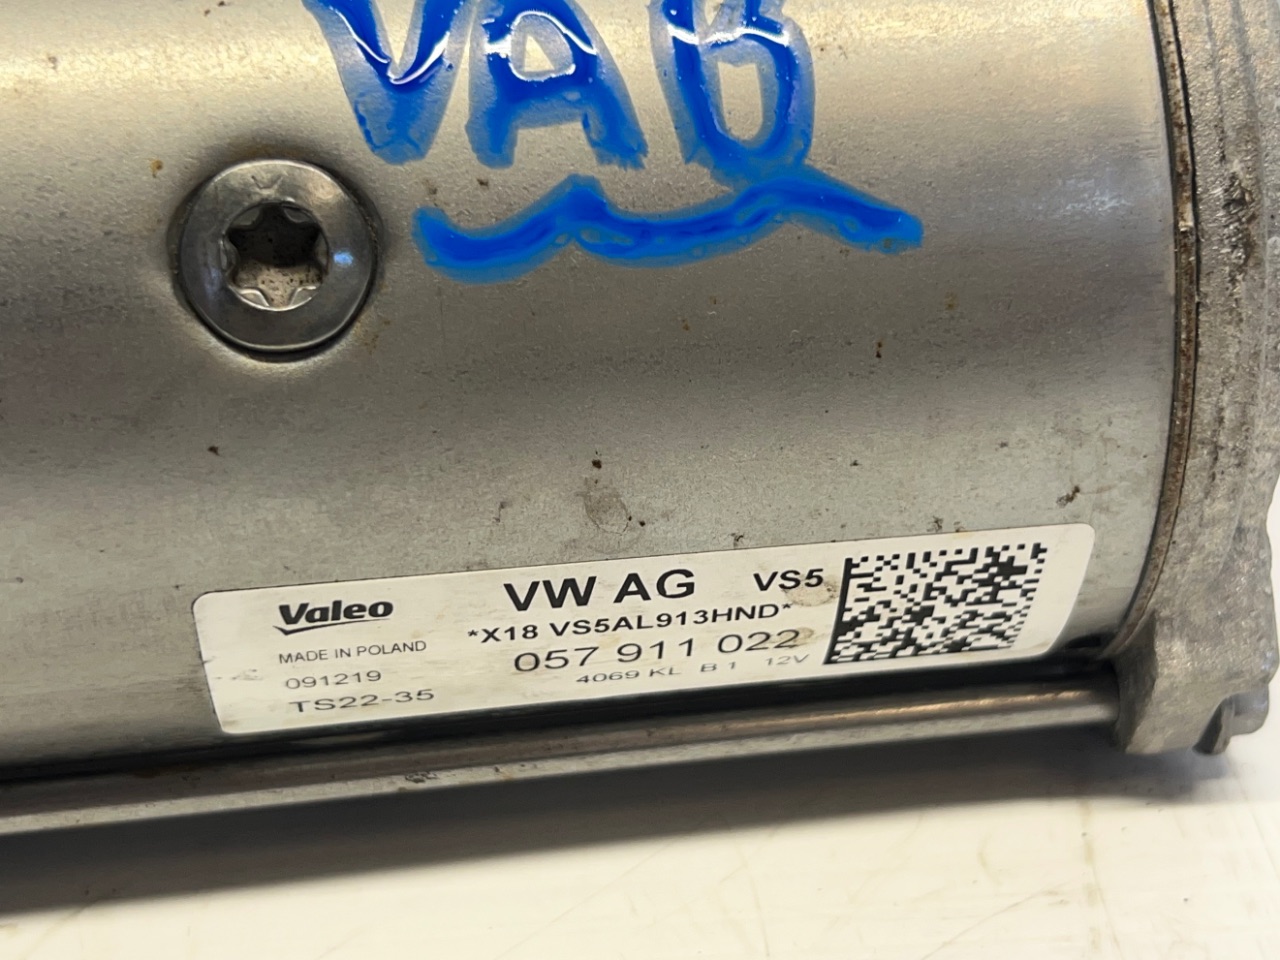 VAB
Valeo
MADE IN POLAND
091219
TS22-35
VW AG VS5
*X18 VS5AL913HND*
057 911 022
4069 KL B1 12V